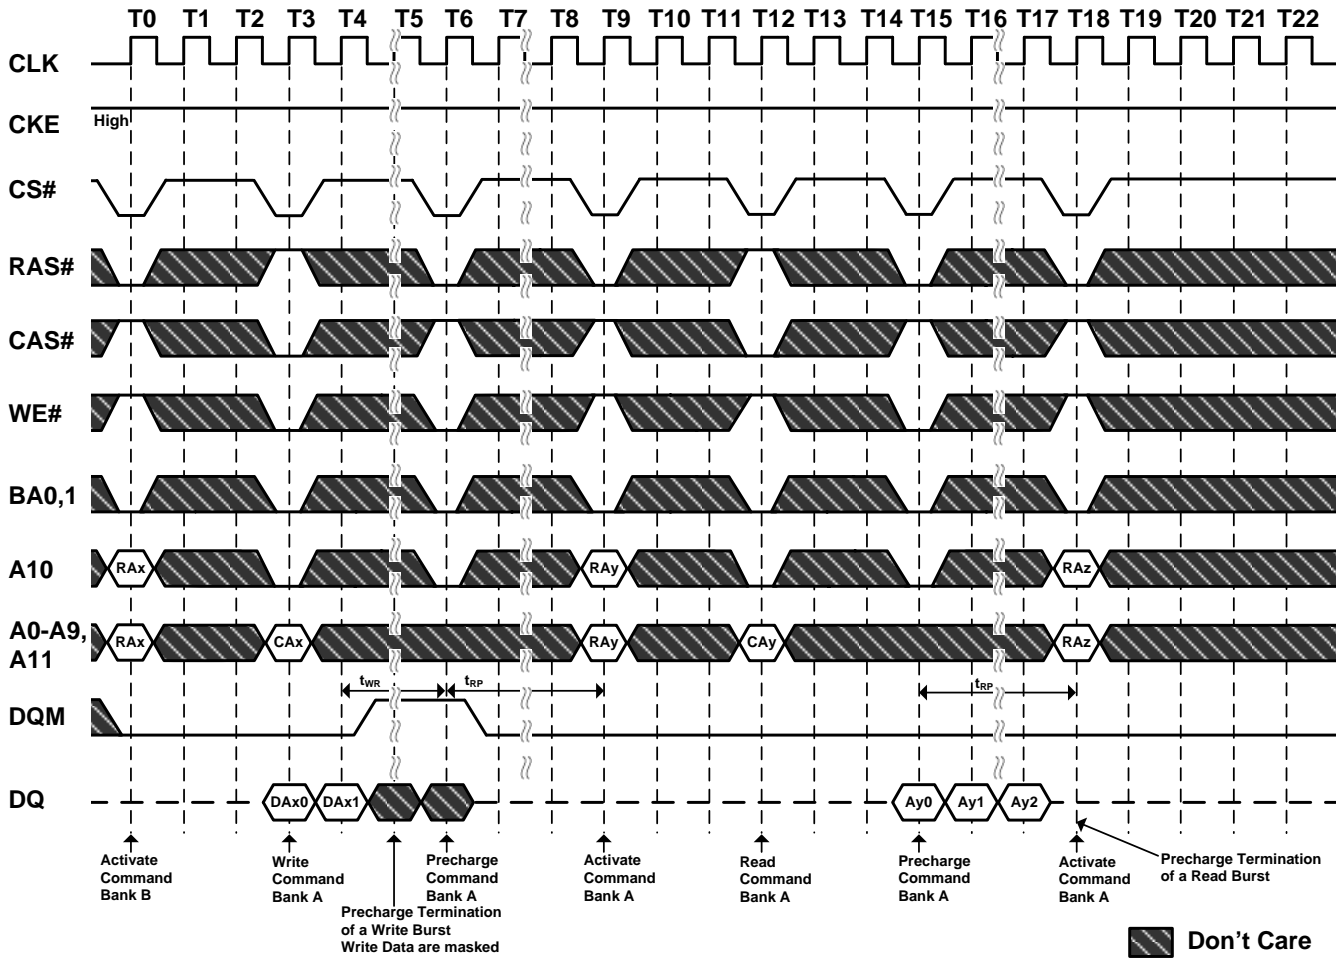 T0 T1 T2 T3 T4 T5 T6 T7 T8 T9 T10 T11 T12 T13 T14 T15 T16 T17 T18 T19 T20 T21 T22
CLK
CKE
High
CS#
RAS#
CAS#
WE#
BA0,1
A10
RAx RAy RAz
A0-A9,
A11
RAx CAx RAy CAy RAz
tWR tRP tRP
DQM
DQ
DAx0 DAx1 Ay0 Ay1 Ay2
Activate
Command
Bank B
Write
Command
Bank A
Precharge Termination
of a Write Burst
Write Data are masked
Precharge
Command
Bank A
Activate
Command
Bank A
Read
Command
Bank A
Precharge
Command
Bank A
Activate
Command
Bank A
Precharge Termination
of a Read Burst
Don't Care